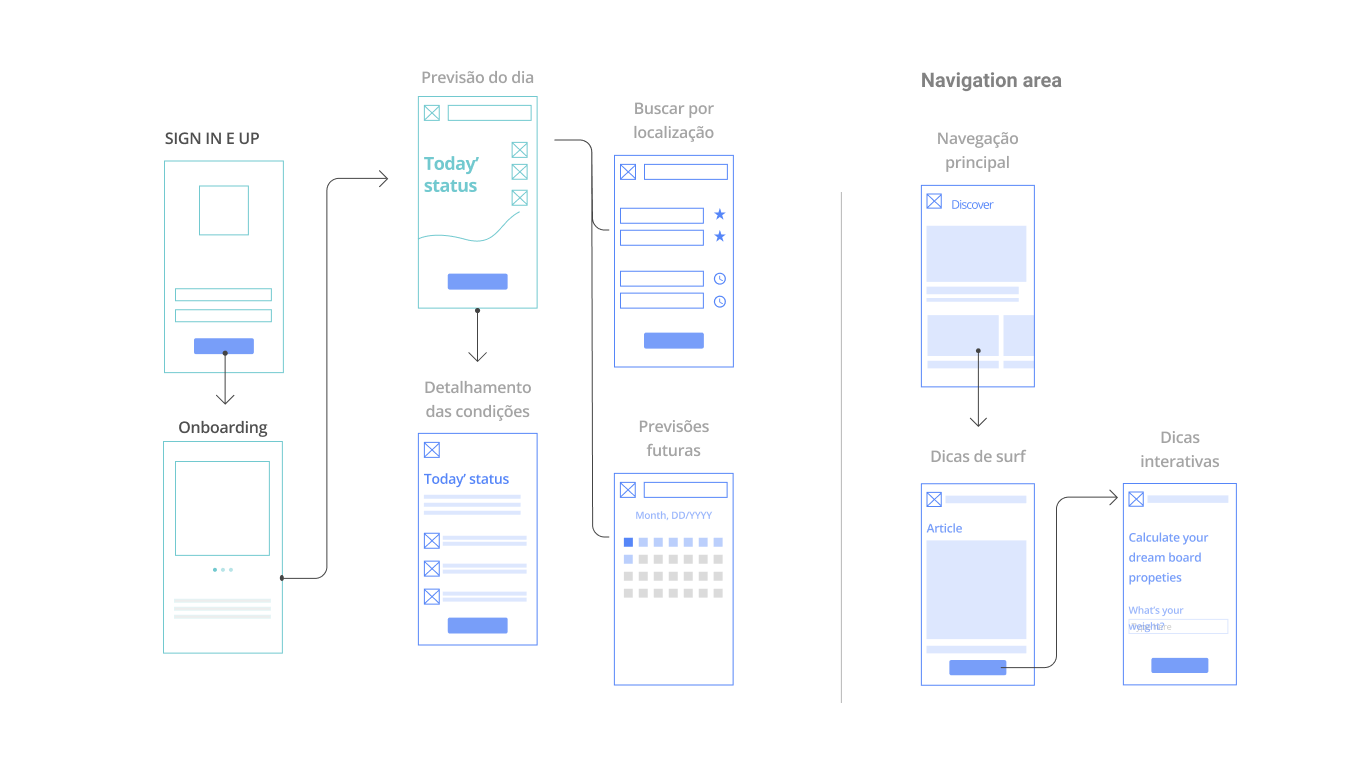 SIGN IN E UP
Onboarding
Previsão do dia
Today’
status
Detalhamento
das condições
Today’ status
Buscar por
localização
Previsões
futuras
Month, DD/YYYY
Navigation area
Navegação
principal
Discover
Dicas de surf
Article
Dicas
interativas
Calculate your
dream board
propeties
What's your
weight?